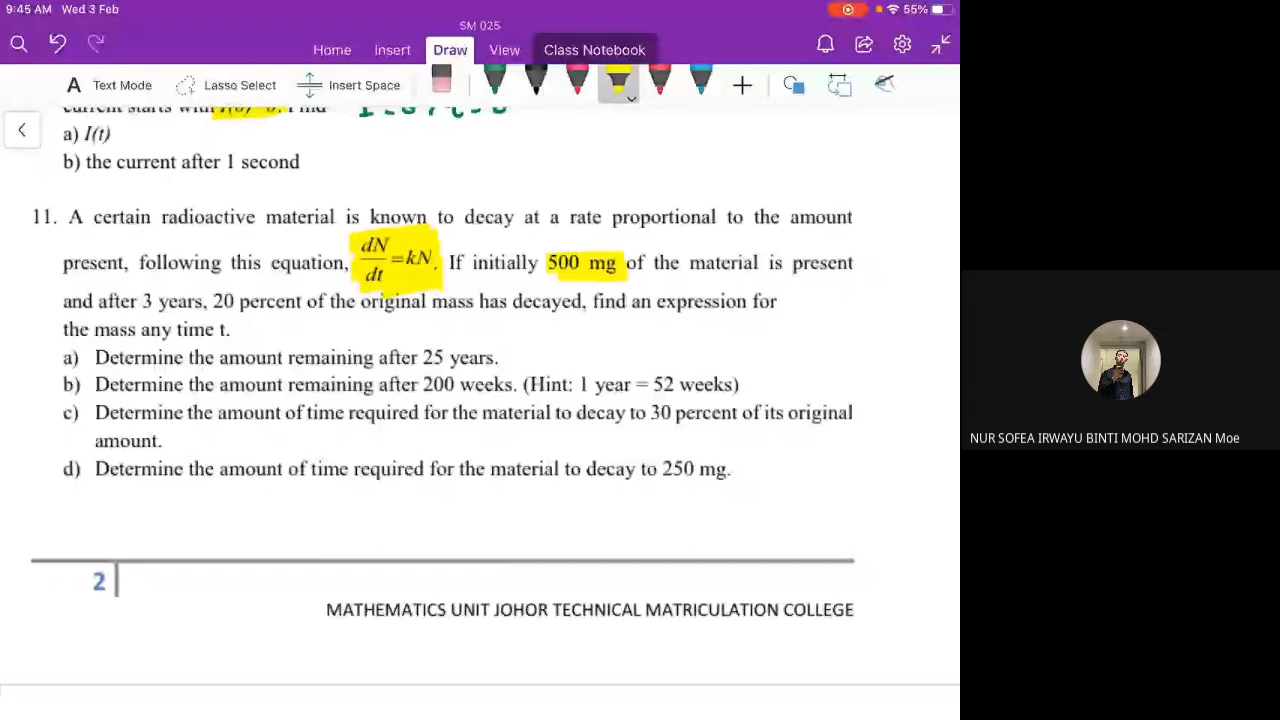 9:45 AM Wed 3 Feb
55%
SM 025
Home Insert Draw View Class Notebook
A Text Mode Lasso Select Insert Space
current starts with
a) I(t)
b) the current after 1 second
11. A certain radioactive material is known to decay at a rate proportional to the amount
present, following this equation, dN/dt = kN. If initially 500 mg of the material is present
and after 3 years, 20 percent of the original mass has decayed, find an expression for
the mass any time t.
a) Determine the amount remaining after 25 years.
b) Determine the amount remaining after 200 weeks. (Hint: 1 year = 52 weeks)
c) Determine the amount of time required for the material to decay to 30 percent of its original
amount.
d) Determine the amount of time required for the material to decay to 250 mg.
2
MATHEMATICS UNIT JOHOR TECHNICAL MATRICULATION COLLEGE
NUR SOFEA IRWAYU BINTI MOHD SARIZAN Moe